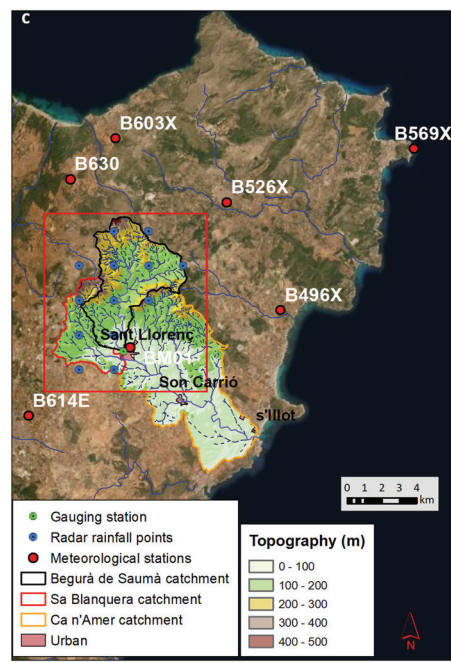 c
B603X
B569X
B630
B526X
B496X
Sant Llorenç
BM01
Son Carrió
B614E
s'Illot
0 1 2 3 4
km
Gauging station
Radar rainfall points
Meteorological stations
Begurà de Saumà catchment
Sa Blanquera catchment
Ca n'Amer catchment
Urban
Topography (m)
0 - 100
100 - 200
200 - 300
300 - 400
400 - 500
N